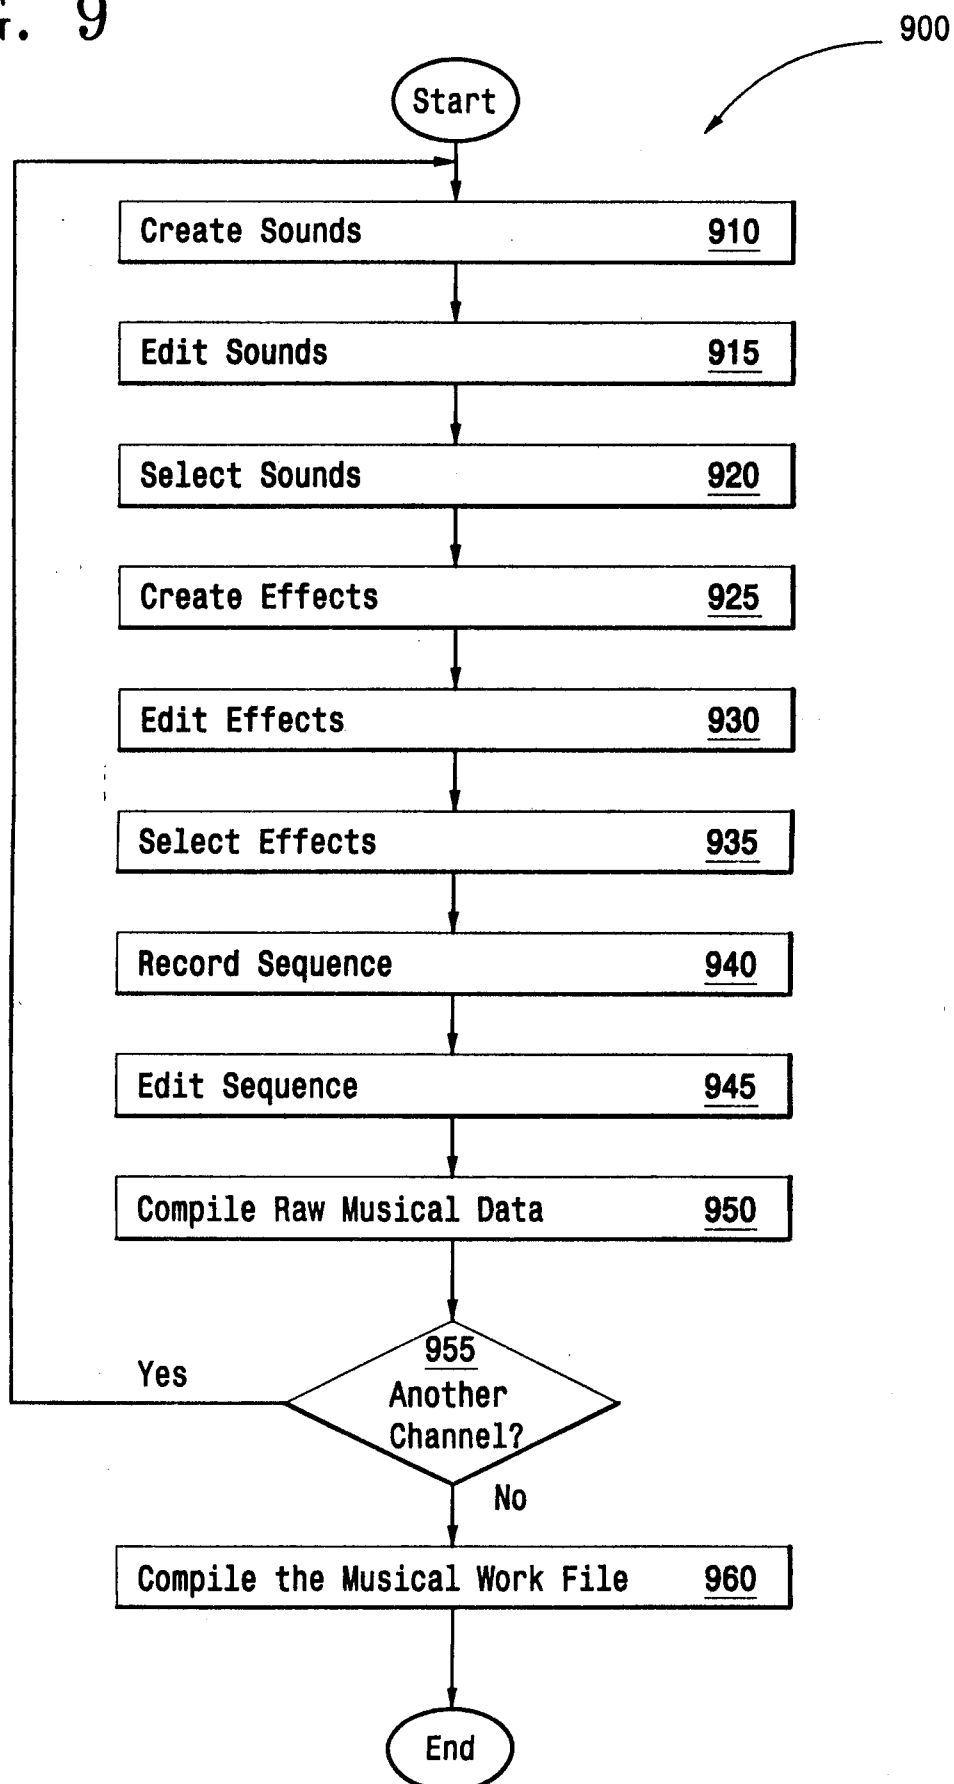 G. 9
900
Start
Create Sounds 910
Edit Sounds 915
Select Sounds 920
Create Effects 925
Edit Effects 930
Select Effects 935
Record Sequence 940
Edit Sequence 945
Compile Raw Musical Data 950
955
Another
Channel?
Yes
No
Compile the Musical Work File 960
End